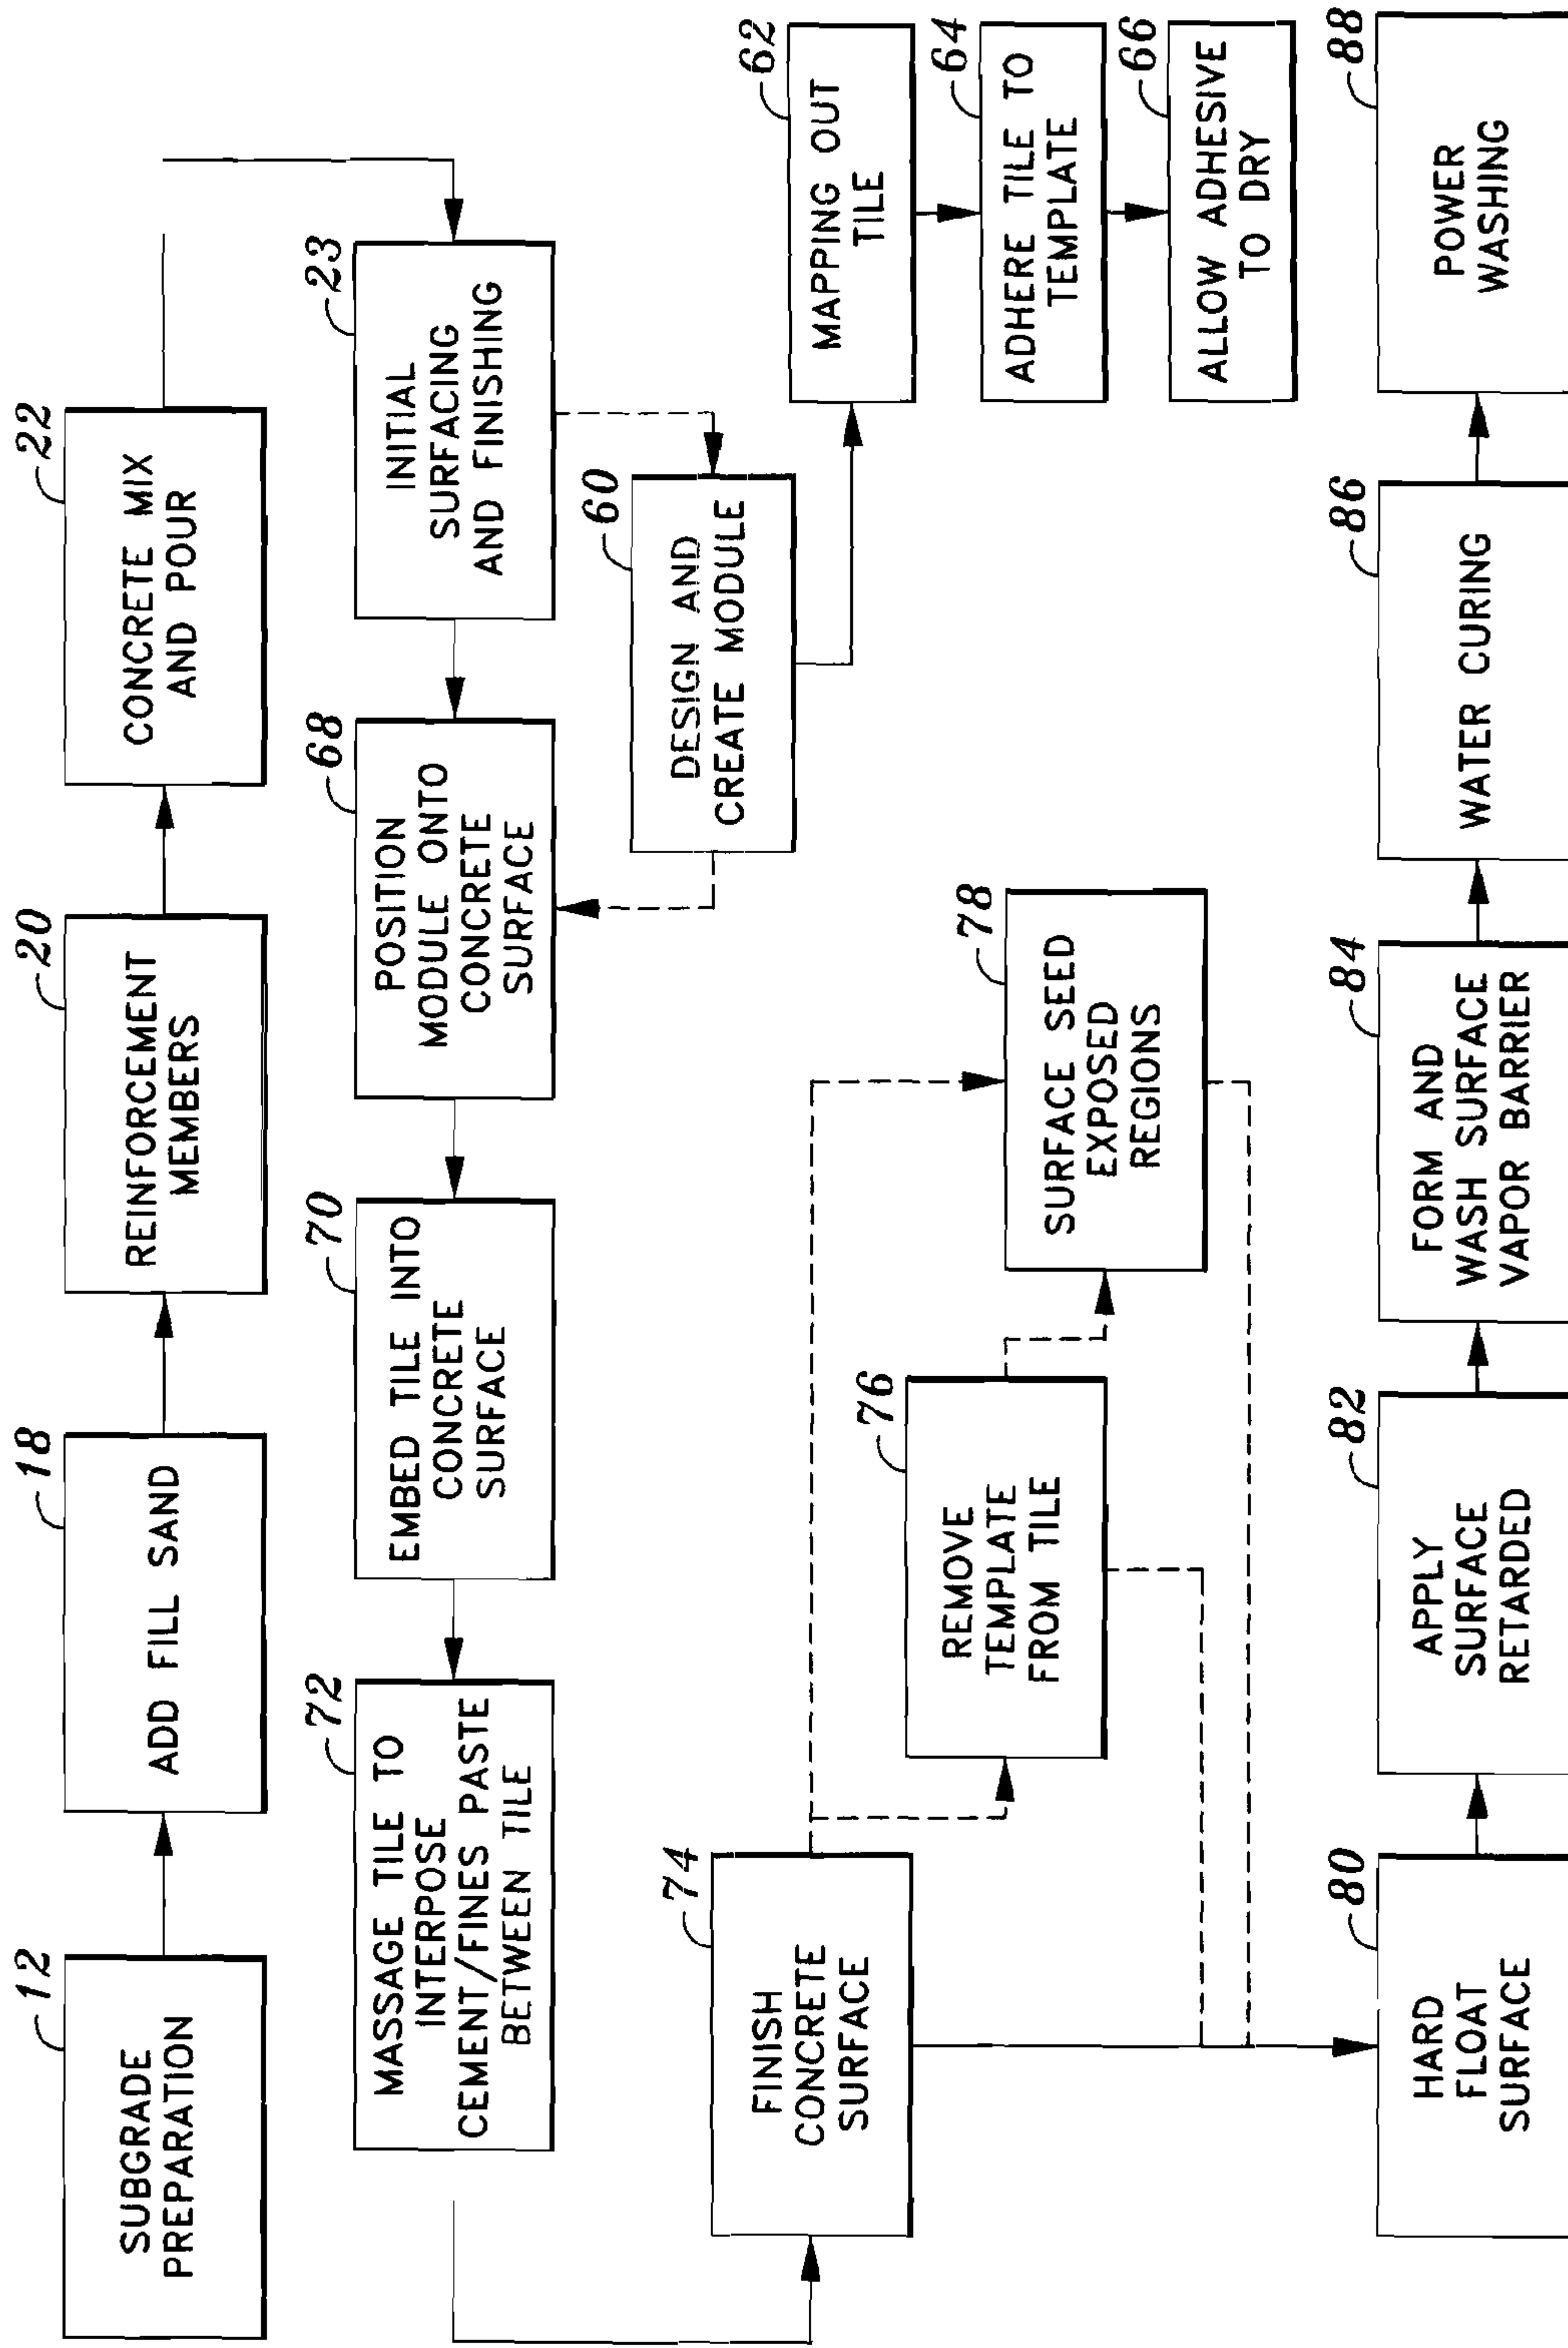 12
SUBGRADE
PREPARATION
18
ADD FILL SAND
20
REINFORCEMENT
MEMBERS
22
CONCRETE MIX
AND POUR
23
INITIAL
SURFACING
AND FINISHING
68
POSITION
MODULE ONTO
CONCRETE
SURFACE
70
EMBED TILE INTO
CONCRETE
SURFACE
72
MASSAGE TILE TO
INTERPOSE
CEMENT/FINES PASTE
BETWEEN TILE
60
DESIGN AND
CREATE MODULE
62
MAPPING OUT
TILE
64
ADHERE TILE TO
TEMPLATE
66
ALLOW ADHESIVE
TO DRY
74
FINISH
CONCRETE
SURFACE
76
REMOVE
TEMPLATE
FROM TILE
78
SURFACE SEED
EXPOSED
REGIONS
80
HARD
FLOAT
SURFACE
82
APPLY
SURFACE
RETARDED
84
FORM AND
WASH SURFACE
VAPOR BARRIER
86
WATER CURING
88
POWER
WASHING